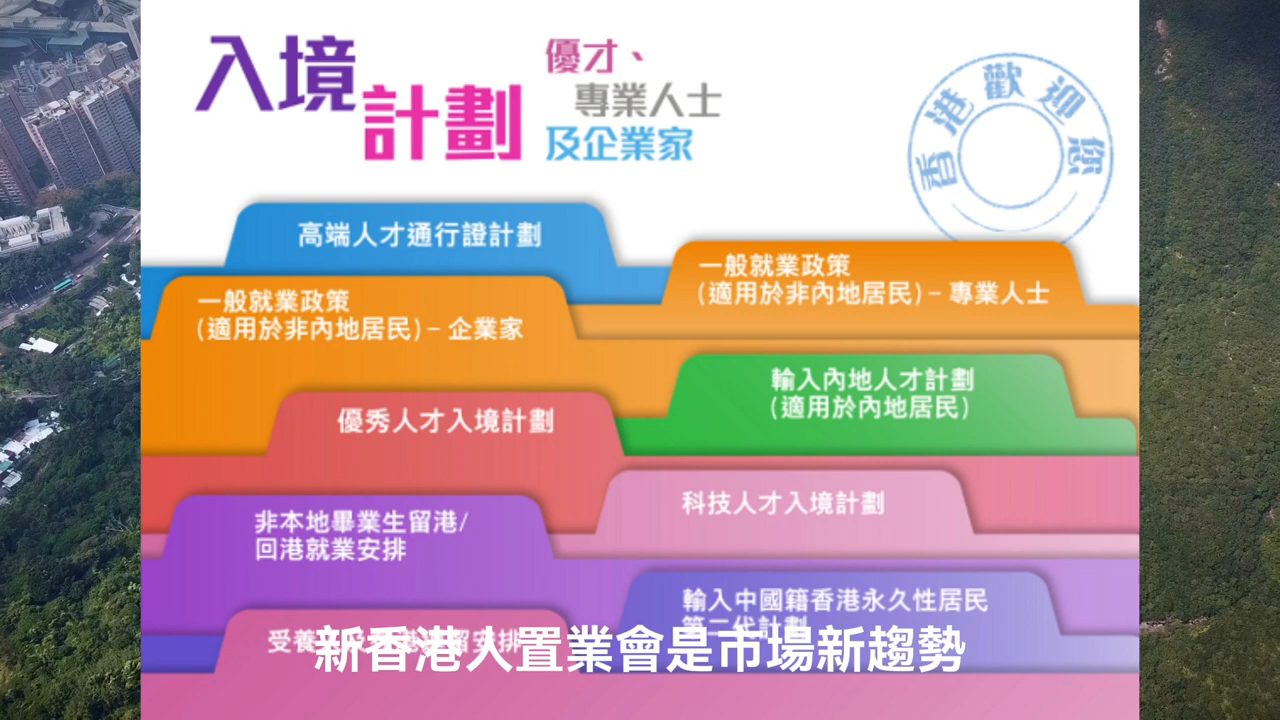 入境
計劃
優才、
專業人士
及企業家
香港歡迎您
高端人才通行證計劃
一般就業政策
(適用於非內地居民) – 專業人士
一般就業政策
(適用於非內地居民) – 企業家
輸入內地人才計劃
(適用於內地居民)
優秀人才入境計劃
科技人才入境計劃
非本地畢業生留港/
回港就業安排
輸入中國籍香港永久性居民
第二代計劃
受養
留安排
新香港人置業會是市場新趨勢